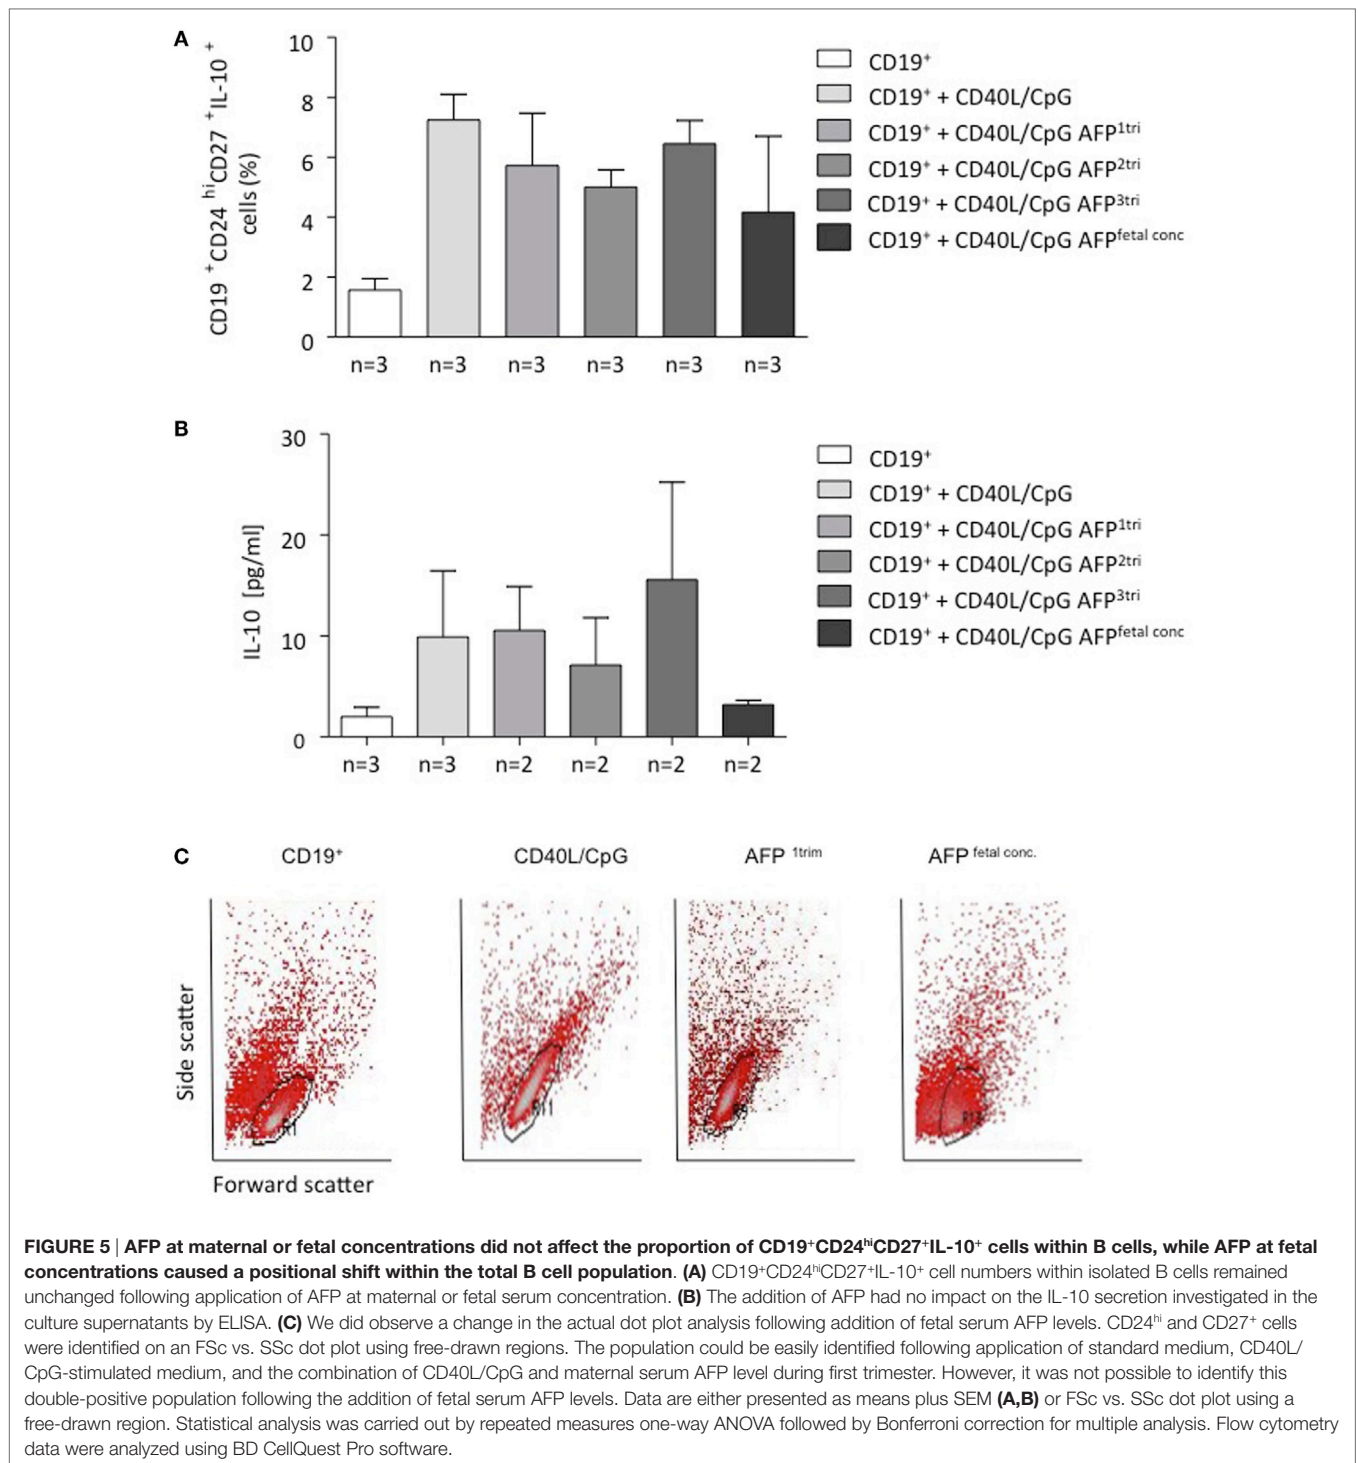 A
CD19 +CD24 hiCD27 +IL-10 +
cells (%)
10
8
6
4
2
0
n=3 n=3 n=3 n=3 n=3 n=3
CD19+
CD19+ + CD40L/CpG
CD19+ + CD40L/CpG AFP1tri
CD19+ + CD40L/CpG AFP2tri
CD19+ + CD40L/CpG AFP3tri
CD19+ + CD40L/CpG AFPfetal conc
B
IL-10 [pg/ml]
30
20
10
0
n=3 n=3 n=2 n=2 n=2 n=2
CD19+
CD19+ + CD40L/CpG
CD19+ + CD40L/CpG AFP1tri
CD19+ + CD40L/CpG AFP2tri
CD19+ + CD40L/CpG AFP3tri
CD19+ + CD40L/CpG AFPfetal conc
C
CD19+ CD40L/CpG AFP 1trim AFP fetal conc.
Side scatter
R1 R11
Forward scatter
FIGURE 5 | AFP at maternal or fetal concentrations did not affect the proportion of CD19+CD24hiCD27+IL-10+ cells within B cells, while AFP at fetal
concentrations caused a positional shift within the total B cell population. (A) CD19+CD24hiCD27+IL-10+ cell numbers within isolated B cells remained
unchanged following application of AFP at maternal or fetal serum concentration. (B) The addition of AFP had no impact on the IL-10 secretion investigated in the
culture supernatants by ELISA. (C) We did observe a change in the actual dot plot analysis following addition of fetal serum AFP levels. CD24hi and CD27+ cells
were identified on an FSc vs. SSc dot plot using free-drawn regions. The population could be easily identified following application of standard medium, CD40L/
CpG-stimulated medium, and the combination of CD40L/CpG and maternal serum AFP level during first trimester. However, it was not possible to identify this
double-positive population following the addition of fetal serum AFP levels. Data are either presented as means plus SEM (A,B) or FSc vs. SSc dot plot using a
free-drawn region. Statistical analysis was carried out by repeated measures one-way ANOVA followed by Bonferroni correction for multiple analysis. Flow cytometry
data were analyzed using BD CellQuest Pro software.